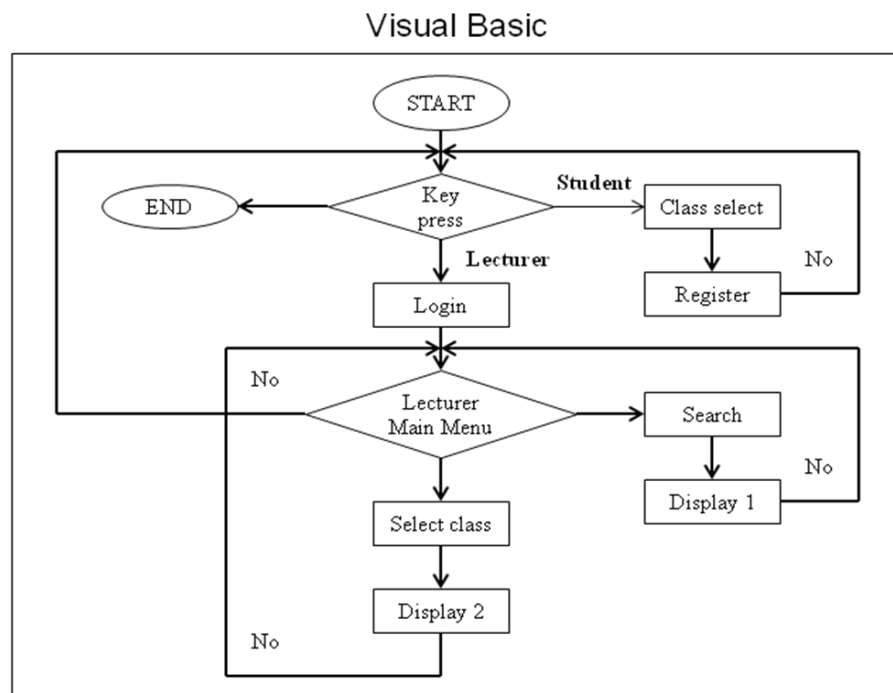 Visual Basic
START
END
Key
press
Student
Class select
Lecturer
No
Register
Login
No
Lecturer
Main Menu
Search
No
Display 1
Select class
Display 2
No